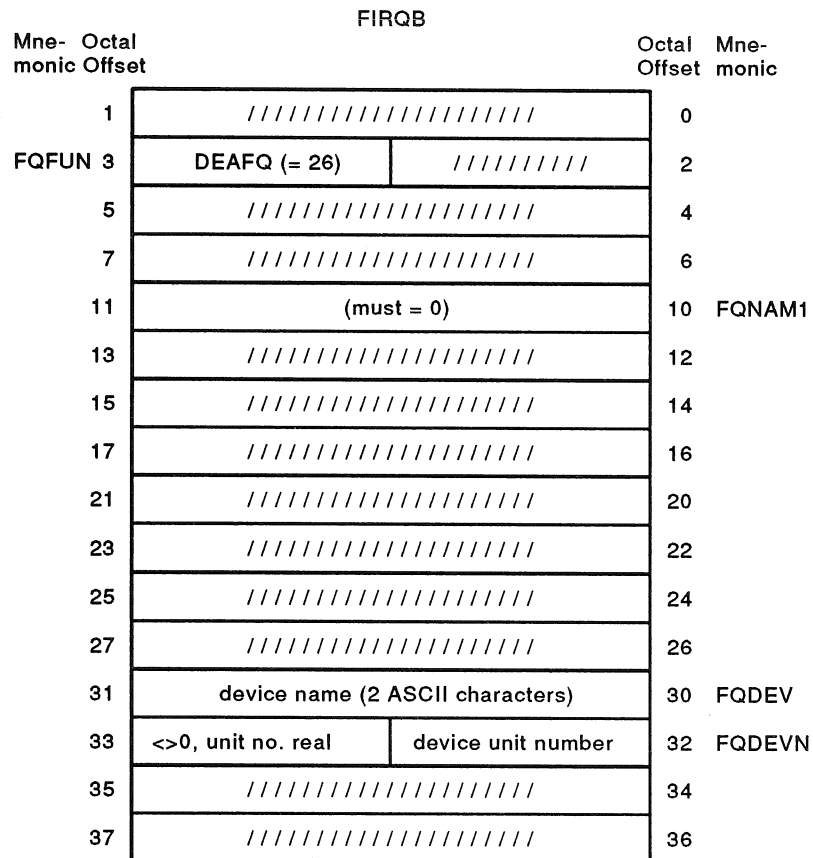 FIRQB
Mne- Octal Octal Mne-
monic Offset Offset monic
1 //////////////////// 0
FQFUN 3 DEAFQ (= 26) ////////// 2
5 //////////////////// 4
7 //////////////////// 6
11 (must = 0) 10 FQNAM1
13 //////////////////// 12
15 //////////////////// 14
17 //////////////////// 16
21 //////////////////// 20
23 //////////////////// 22
25 //////////////////// 24
27 //////////////////// 26
31 device name (2 ASCII characters) 30 FQDEV
33 <>0, unit no. real device unit number 32 FQDEVN
35 //////////////////// 34
37 //////////////////// 36